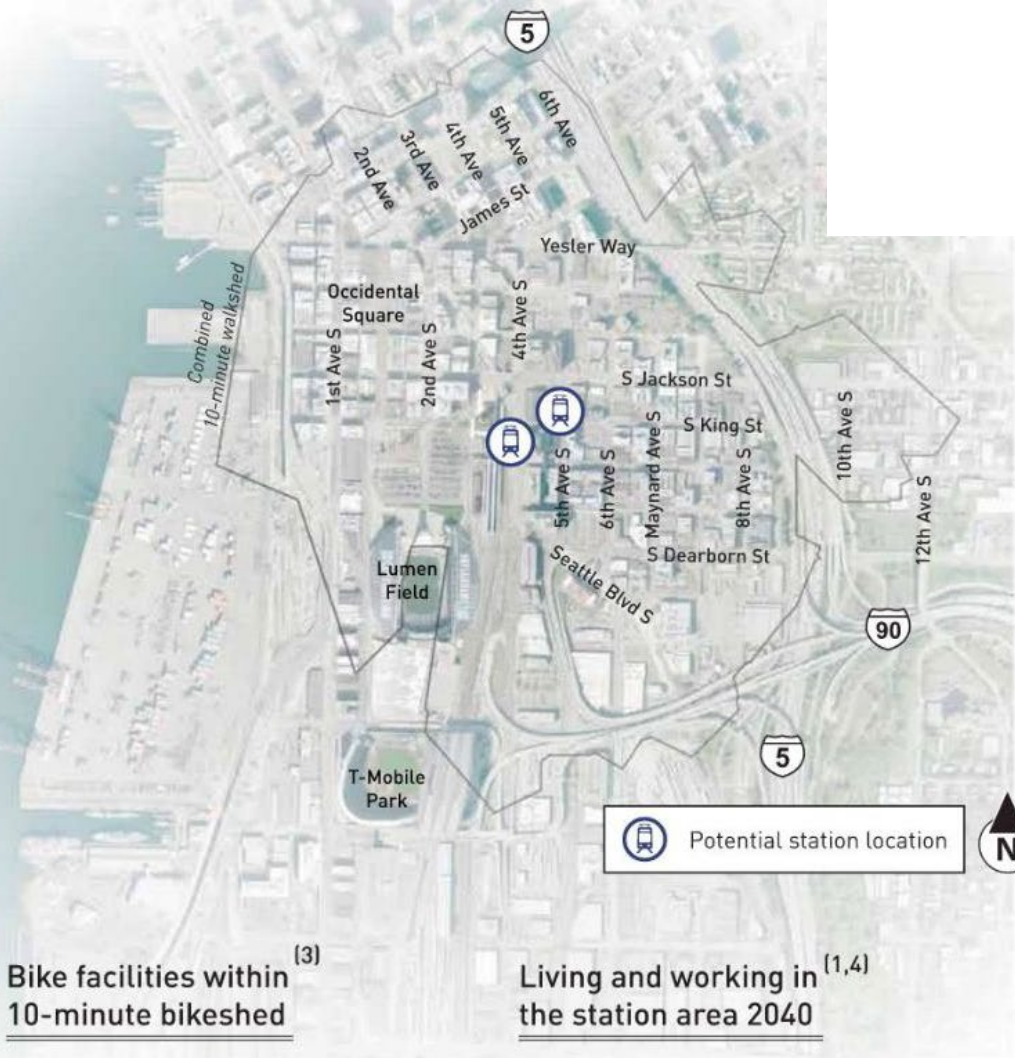 5
6th Ave
5th Ave
4th Ave
3rd Ave
2nd Ave
James St
Yesler Way
Combined
10-minute walkshed
Occidental
Square
4th Ave S
1st Ave S
2nd Ave S
S Jackson St
S King St
Maynard Ave S
10th Ave S
5th Ave S
6th Ave S
8th Ave S
12th Ave S
S Dearborn St
Seattle Blvd S
Lumen
Field
90
5
T-Mobile
Park
Potential station location
N
Bike facilities within (3)
10-minute bikeshed
Living and working in (1,4)
the station area 2040